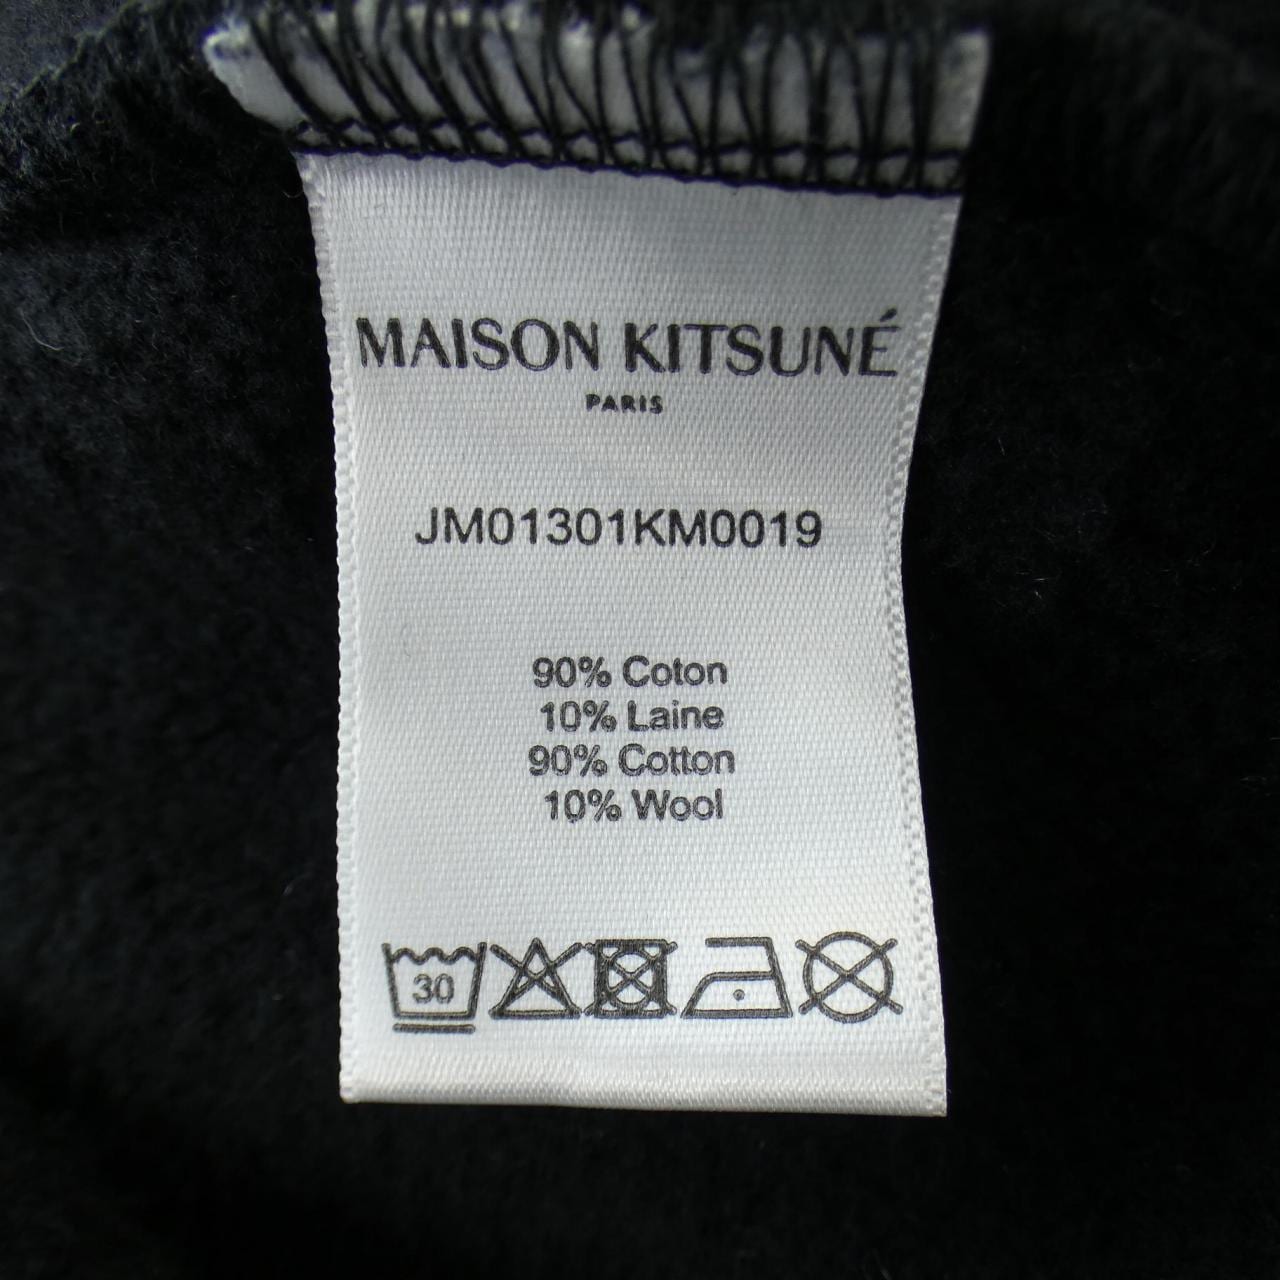 MAISON KITSUNÉ
PARIS
JM01301KM0019
90% Coton
10% Laine
90% Cotton
10% Wool
30